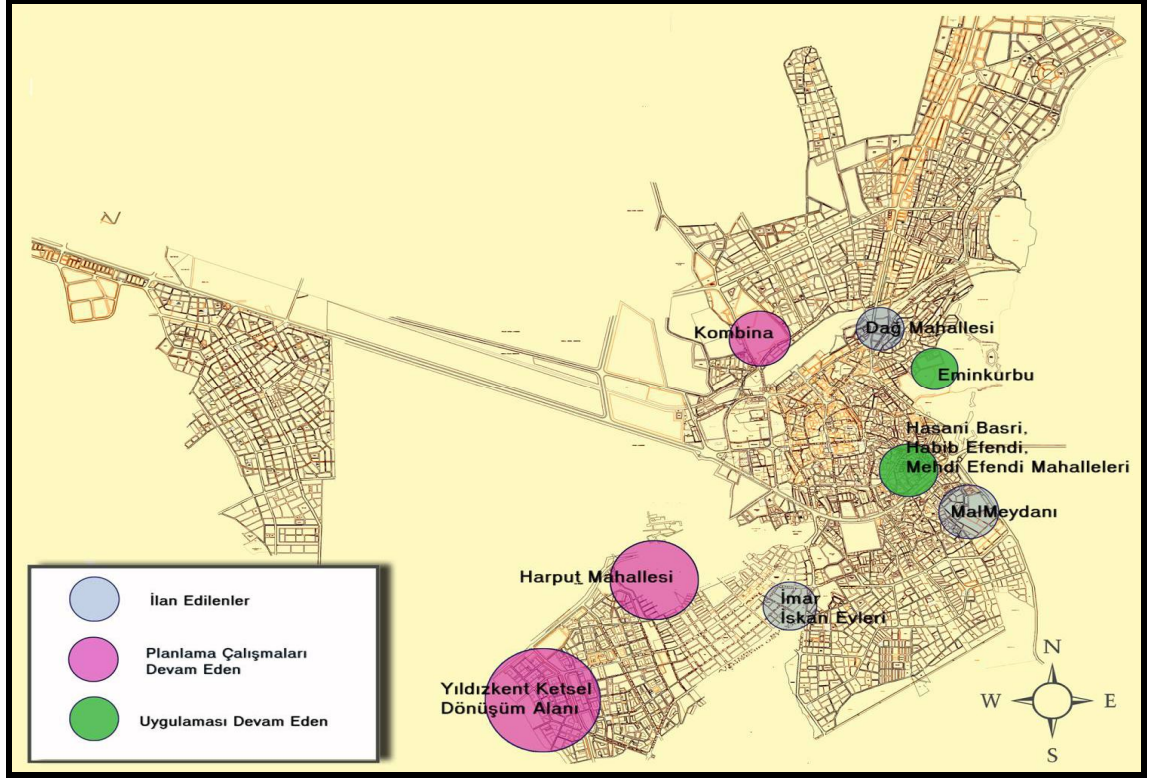 Kombina
Dağ Mahallesi
Eminkurbu
Hasani Basri,
Habib Efendi,
Mehdi Efendi Mahalleleri
MalMeydanı
Harput Mahallesi
İmar
İskan Evleri
Yıldızkent Ketsel
Dönüşüm Alanı
İlan Edilenler
Planlama Çalışmaları
Devam Eden
Uygulaması Devam Eden
N
W
E
S